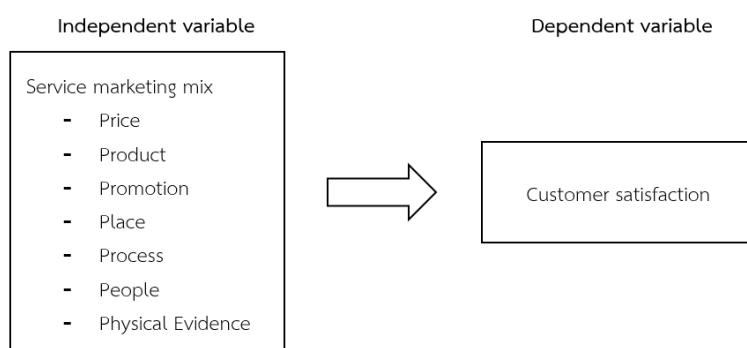 Independent variable
Dependent variable
Service marketing mix
- Price
- Product
- Promotion
- Place
- Process
- People
- Physical Evidence
Customer satisfaction